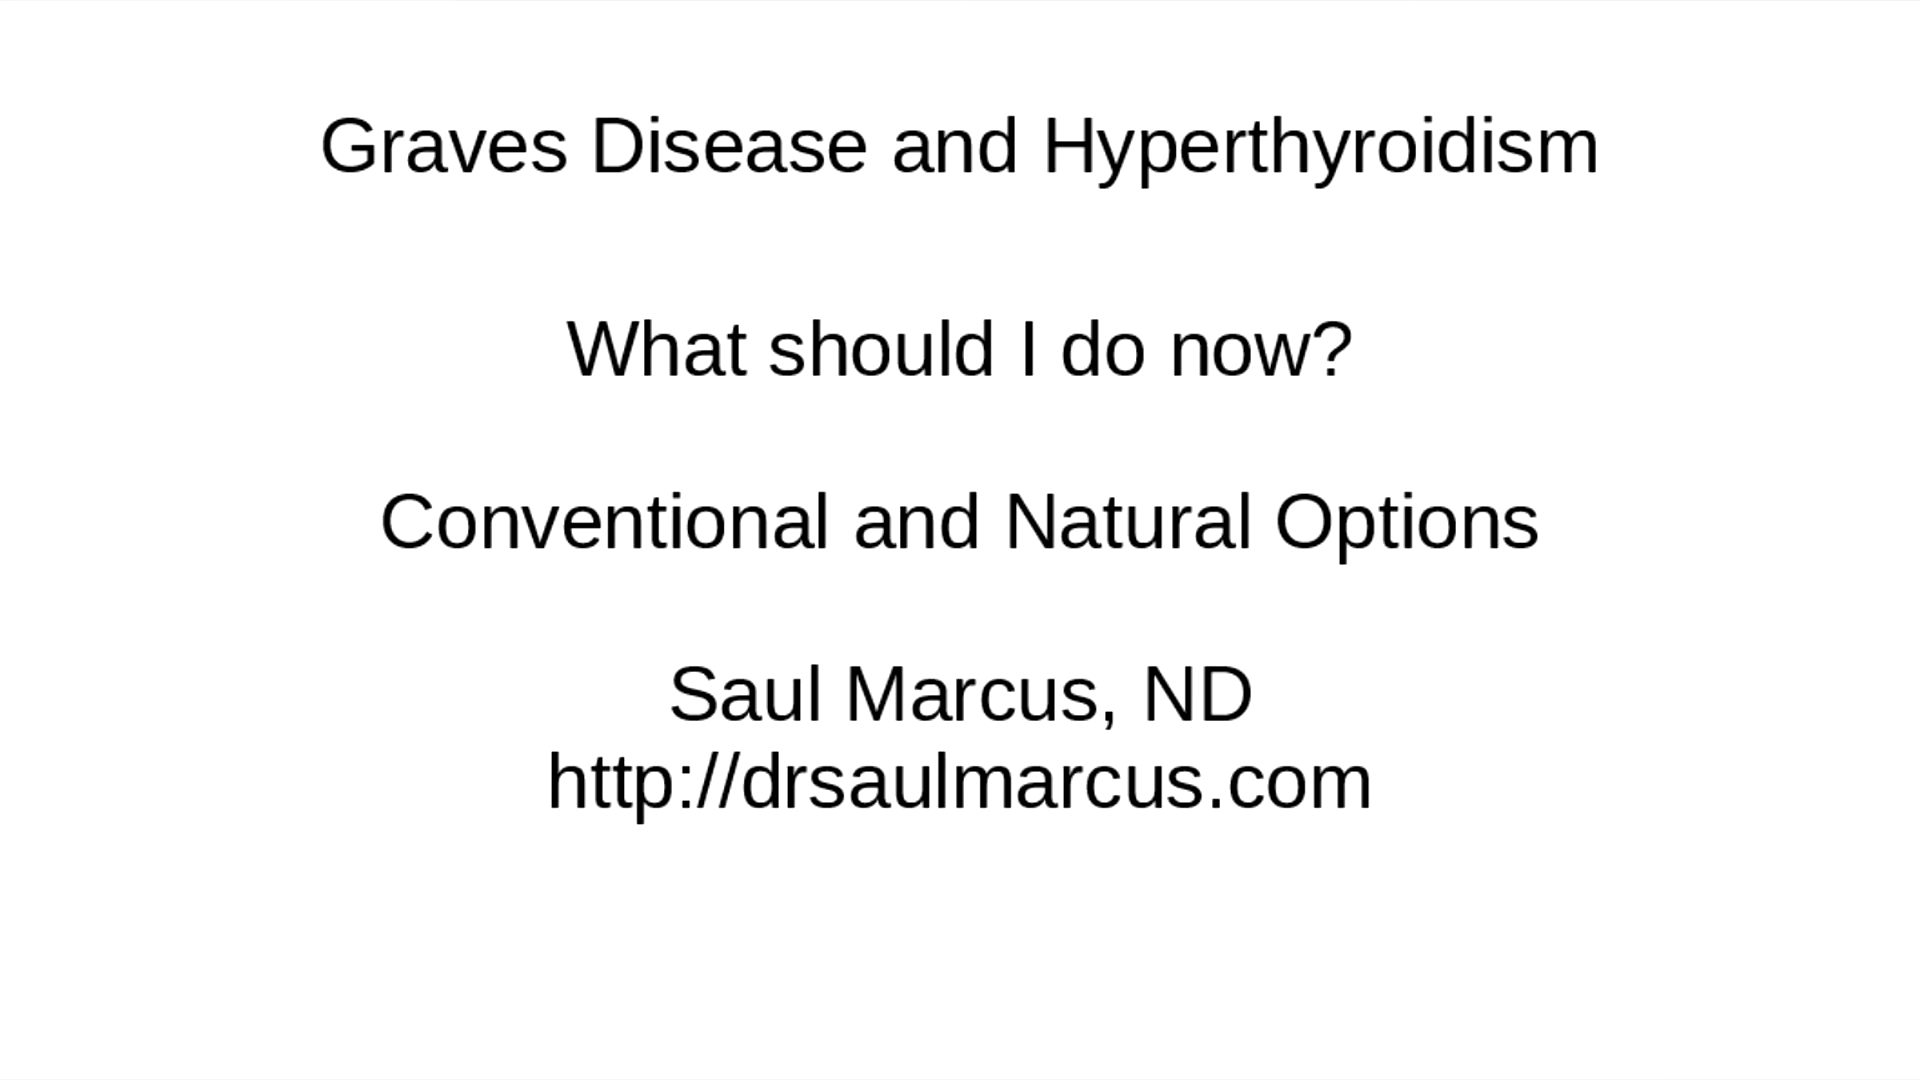 Graves Disease and Hyperthyroidism
What should I do now?
Conventional and Natural Options
Saul Marcus, ND
http://drsaulmarcus.com